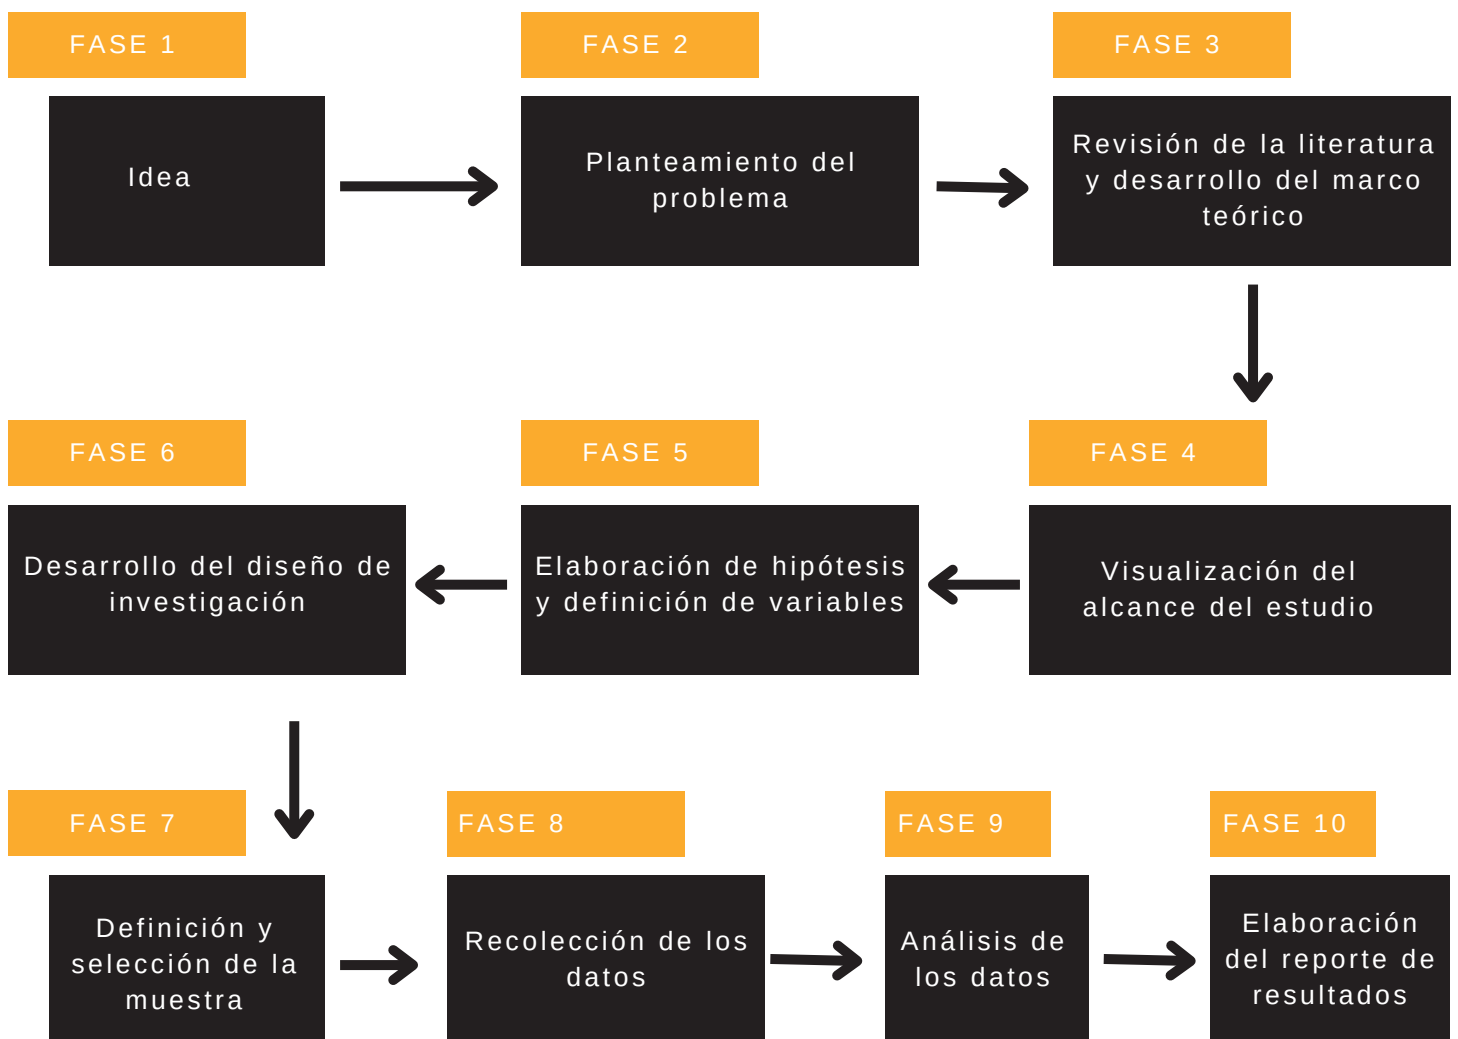 FASE 1
Idea
FASE 2
Planteamiento del
problema
FASE 3
Revisión de la literatura
y desarrollo del marco
teórico
FASE 4
Visualización del
alcance del estudio
FASE 5
Elaboración de hipótesis
y definición de variables
FASE 6
Desarrollo del diseño de
investigación
FASE 7
Definición y
selección de la
muestra
FASE 8
Recolección de los
datos
FASE 9
Análisis de
los datos
FASE 10
Elaboración
del reporte de
resultados